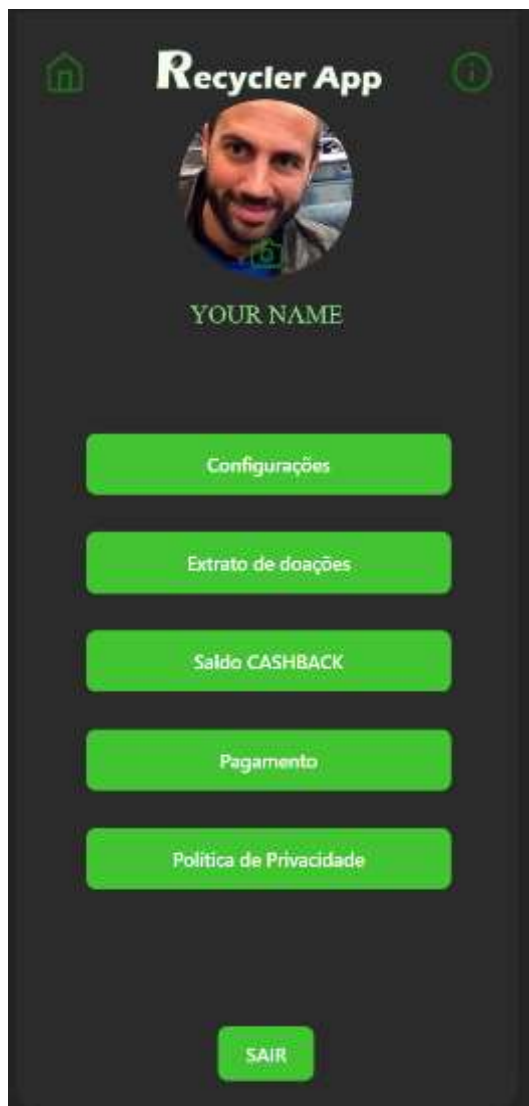 Recycler App
YOUR NAME
Configurações
Extrato de doações
Saldo CASHBACK
Pagamento
Política de Privacidade
SAIR